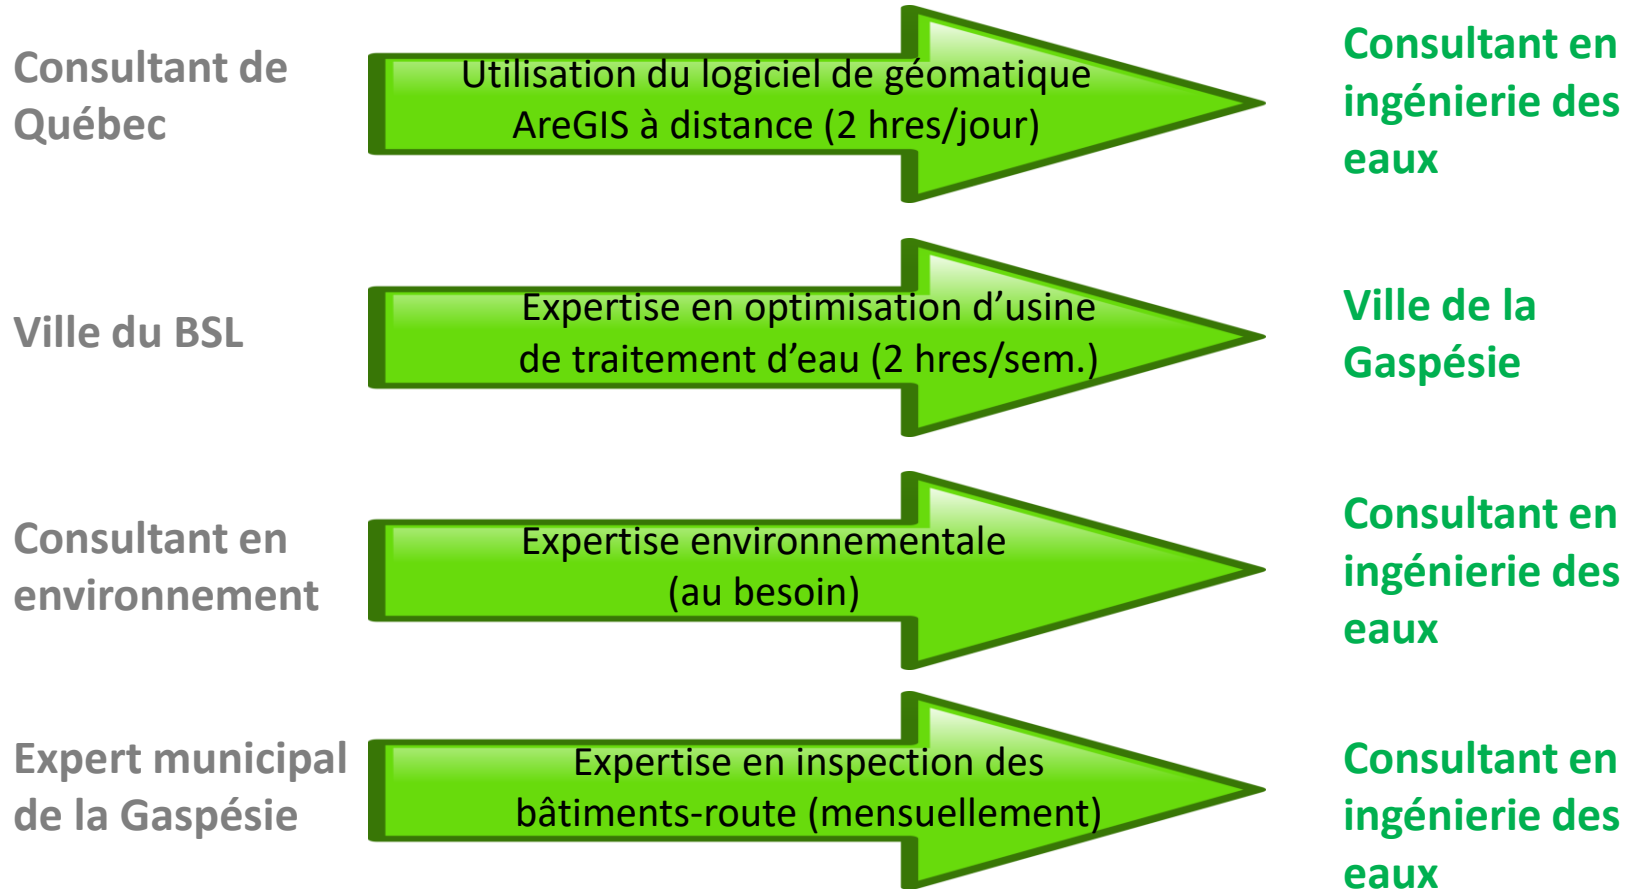 Consultant de
Québec
Utilisation du logiciel de géomatique
AreGIS à distance (2 hres/jour)
Consultant en
ingénierie des
eaux
Ville du BSL
Expertise en optimisation d’usine
de traitement d’eau (2 hres/sem.)
Ville de la
Gaspésie
Consultant en
environnement
Expertise environnementale
(au besoin)
Consultant en
ingénierie des
eaux
Expert municipal
de la Gaspésie
Expertise en inspection des
bâtiments-route (mensuellement)
Consultant en
ingénierie des
eaux